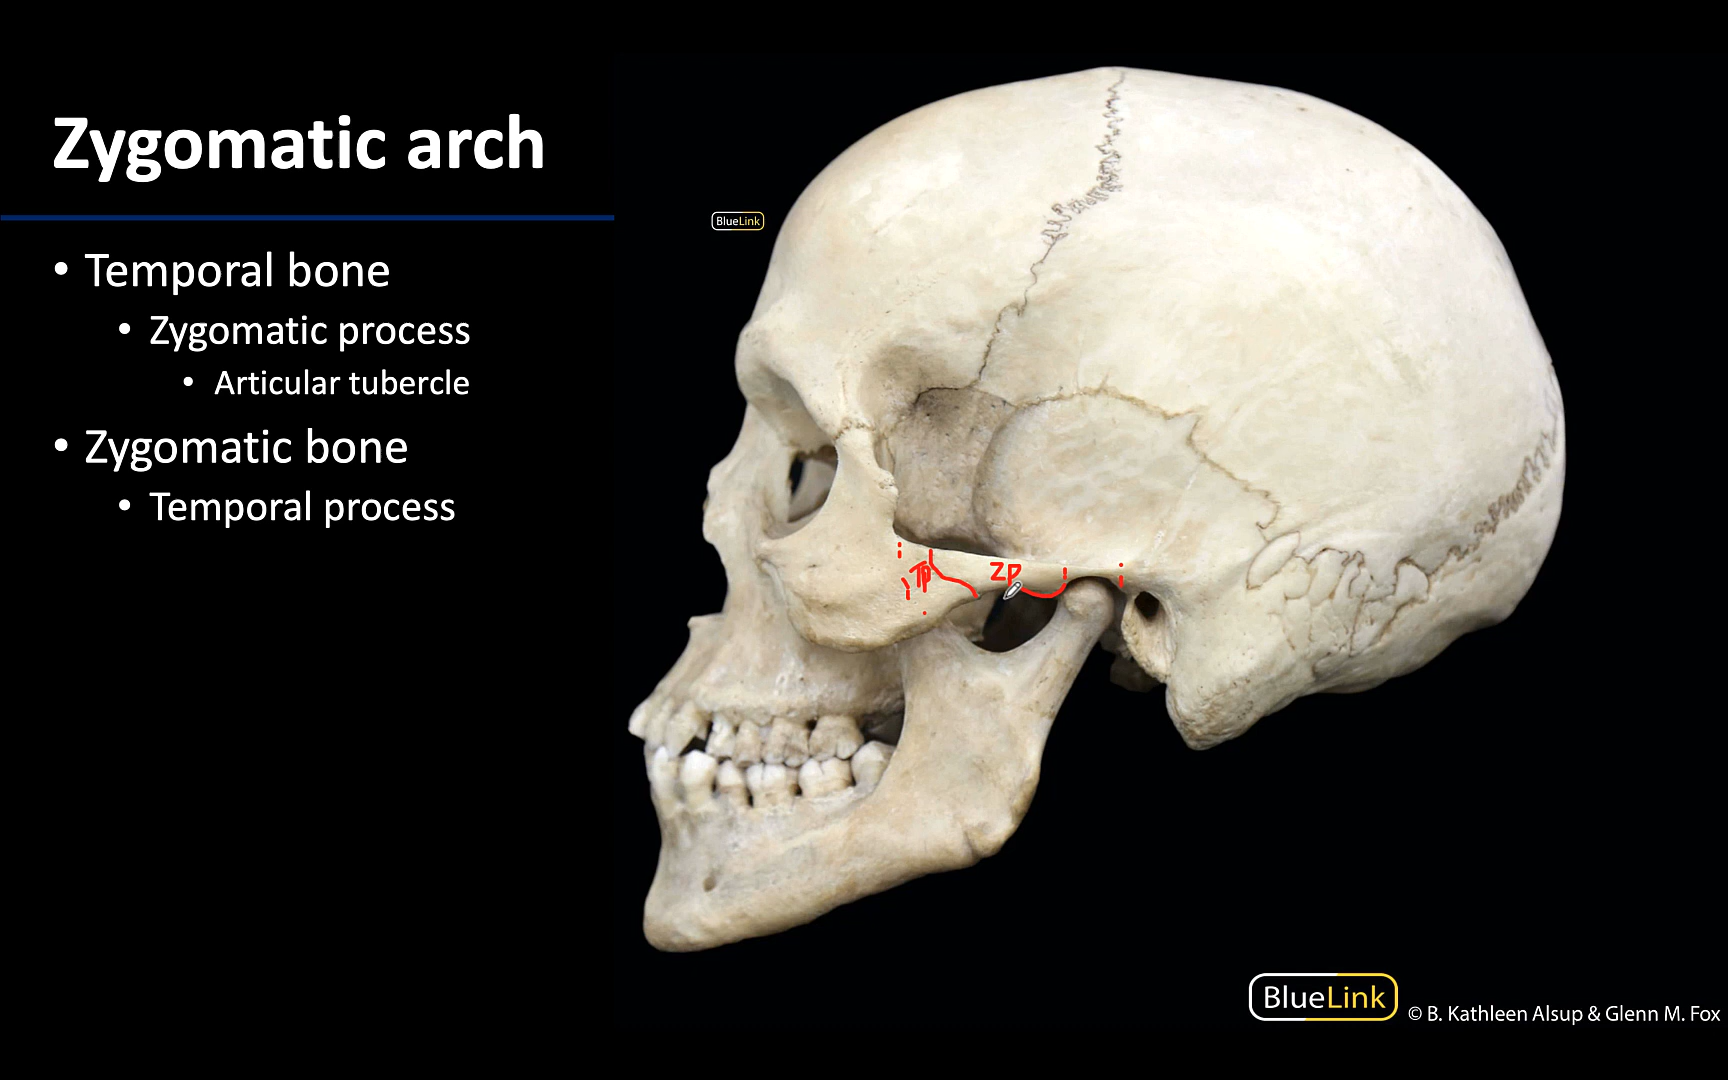 Zygomatic arch
BlueLink
• Temporal bone
• Zygomatic process
• Articular tubercle
• Zygomatic bone
• Temporal process
TP
ZP
BlueLink
© B. Kathleen Alsup & Glenn M. Fox